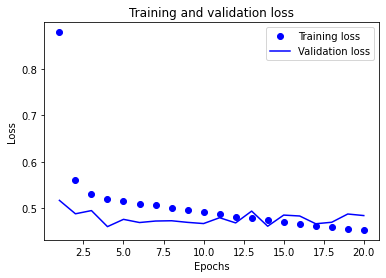 Training and validation loss
Training loss
Validation loss
0.8
0.7
0.6
0.5
Loss
2.5 5.0 7.5 10.0 12.5 15.0 17.5 20.0
Epochs